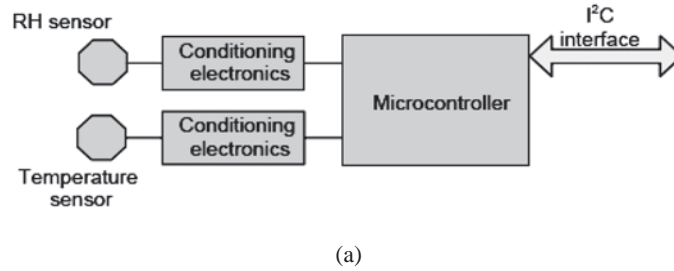 RH sensor
Conditioning
electronics
Microcontroller
I²C
interface
Conditioning
electronics
Temperature
sensor
(a)